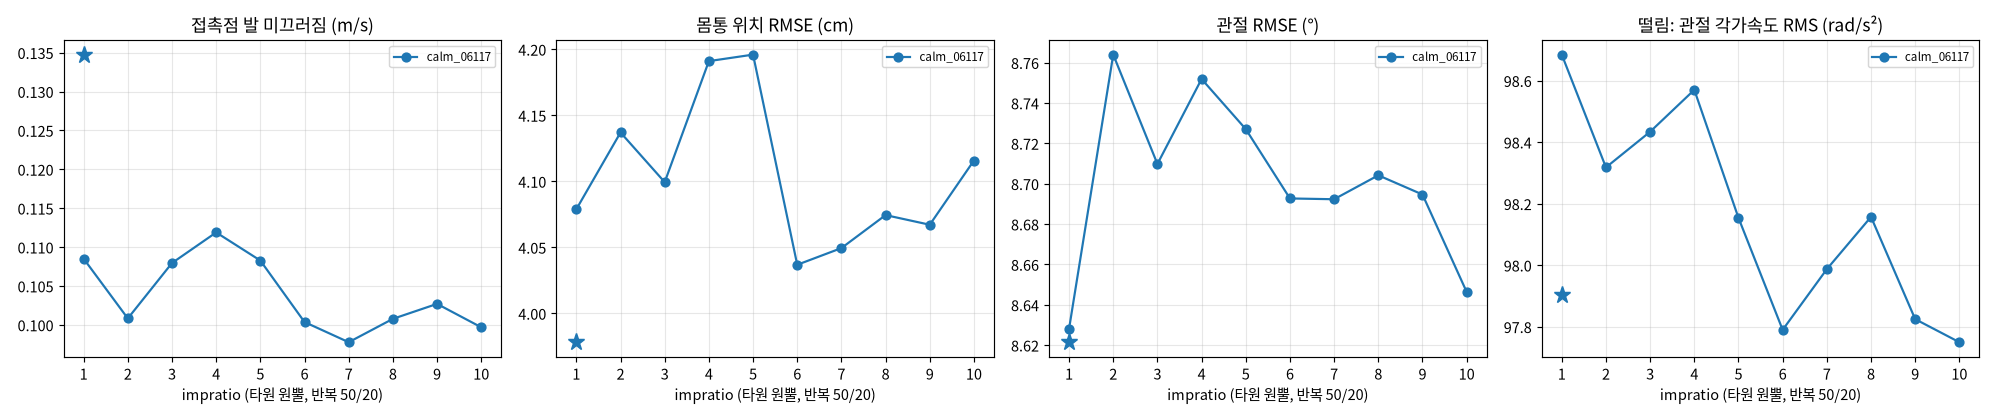 접촉점 발 미끄러짐 (m/s)
calm_06117
0.135
0.130
0.125
0.120
0.115
0.110
0.105
0.100
1 2 3 4 5 6 7 8 9 10
impratio (타원 원뿔, 반복 50/20)
몸통 위치 RMSE (cm)
calm_06117
4.20
4.15
4.10
4.05
4.00
1 2 3 4 5 6 7 8 9 10
impratio (타원 원뿔, 반복 50/20)
관절 RMSE (°)
calm_06117
8.76
8.74
8.72
8.70
8.68
8.66
8.64
8.62
1 2 3 4 5 6 7 8 9 10
impratio (타원 원뿔, 반복 50/20)
떨림: 관절 각가속도 RMS (rad/s²)
calm_06117
98.6
98.4
98.2
98.0
97.8
1 2 3 4 5 6 7 8 9 10
impratio (타원 원뿔, 반복 50/20)